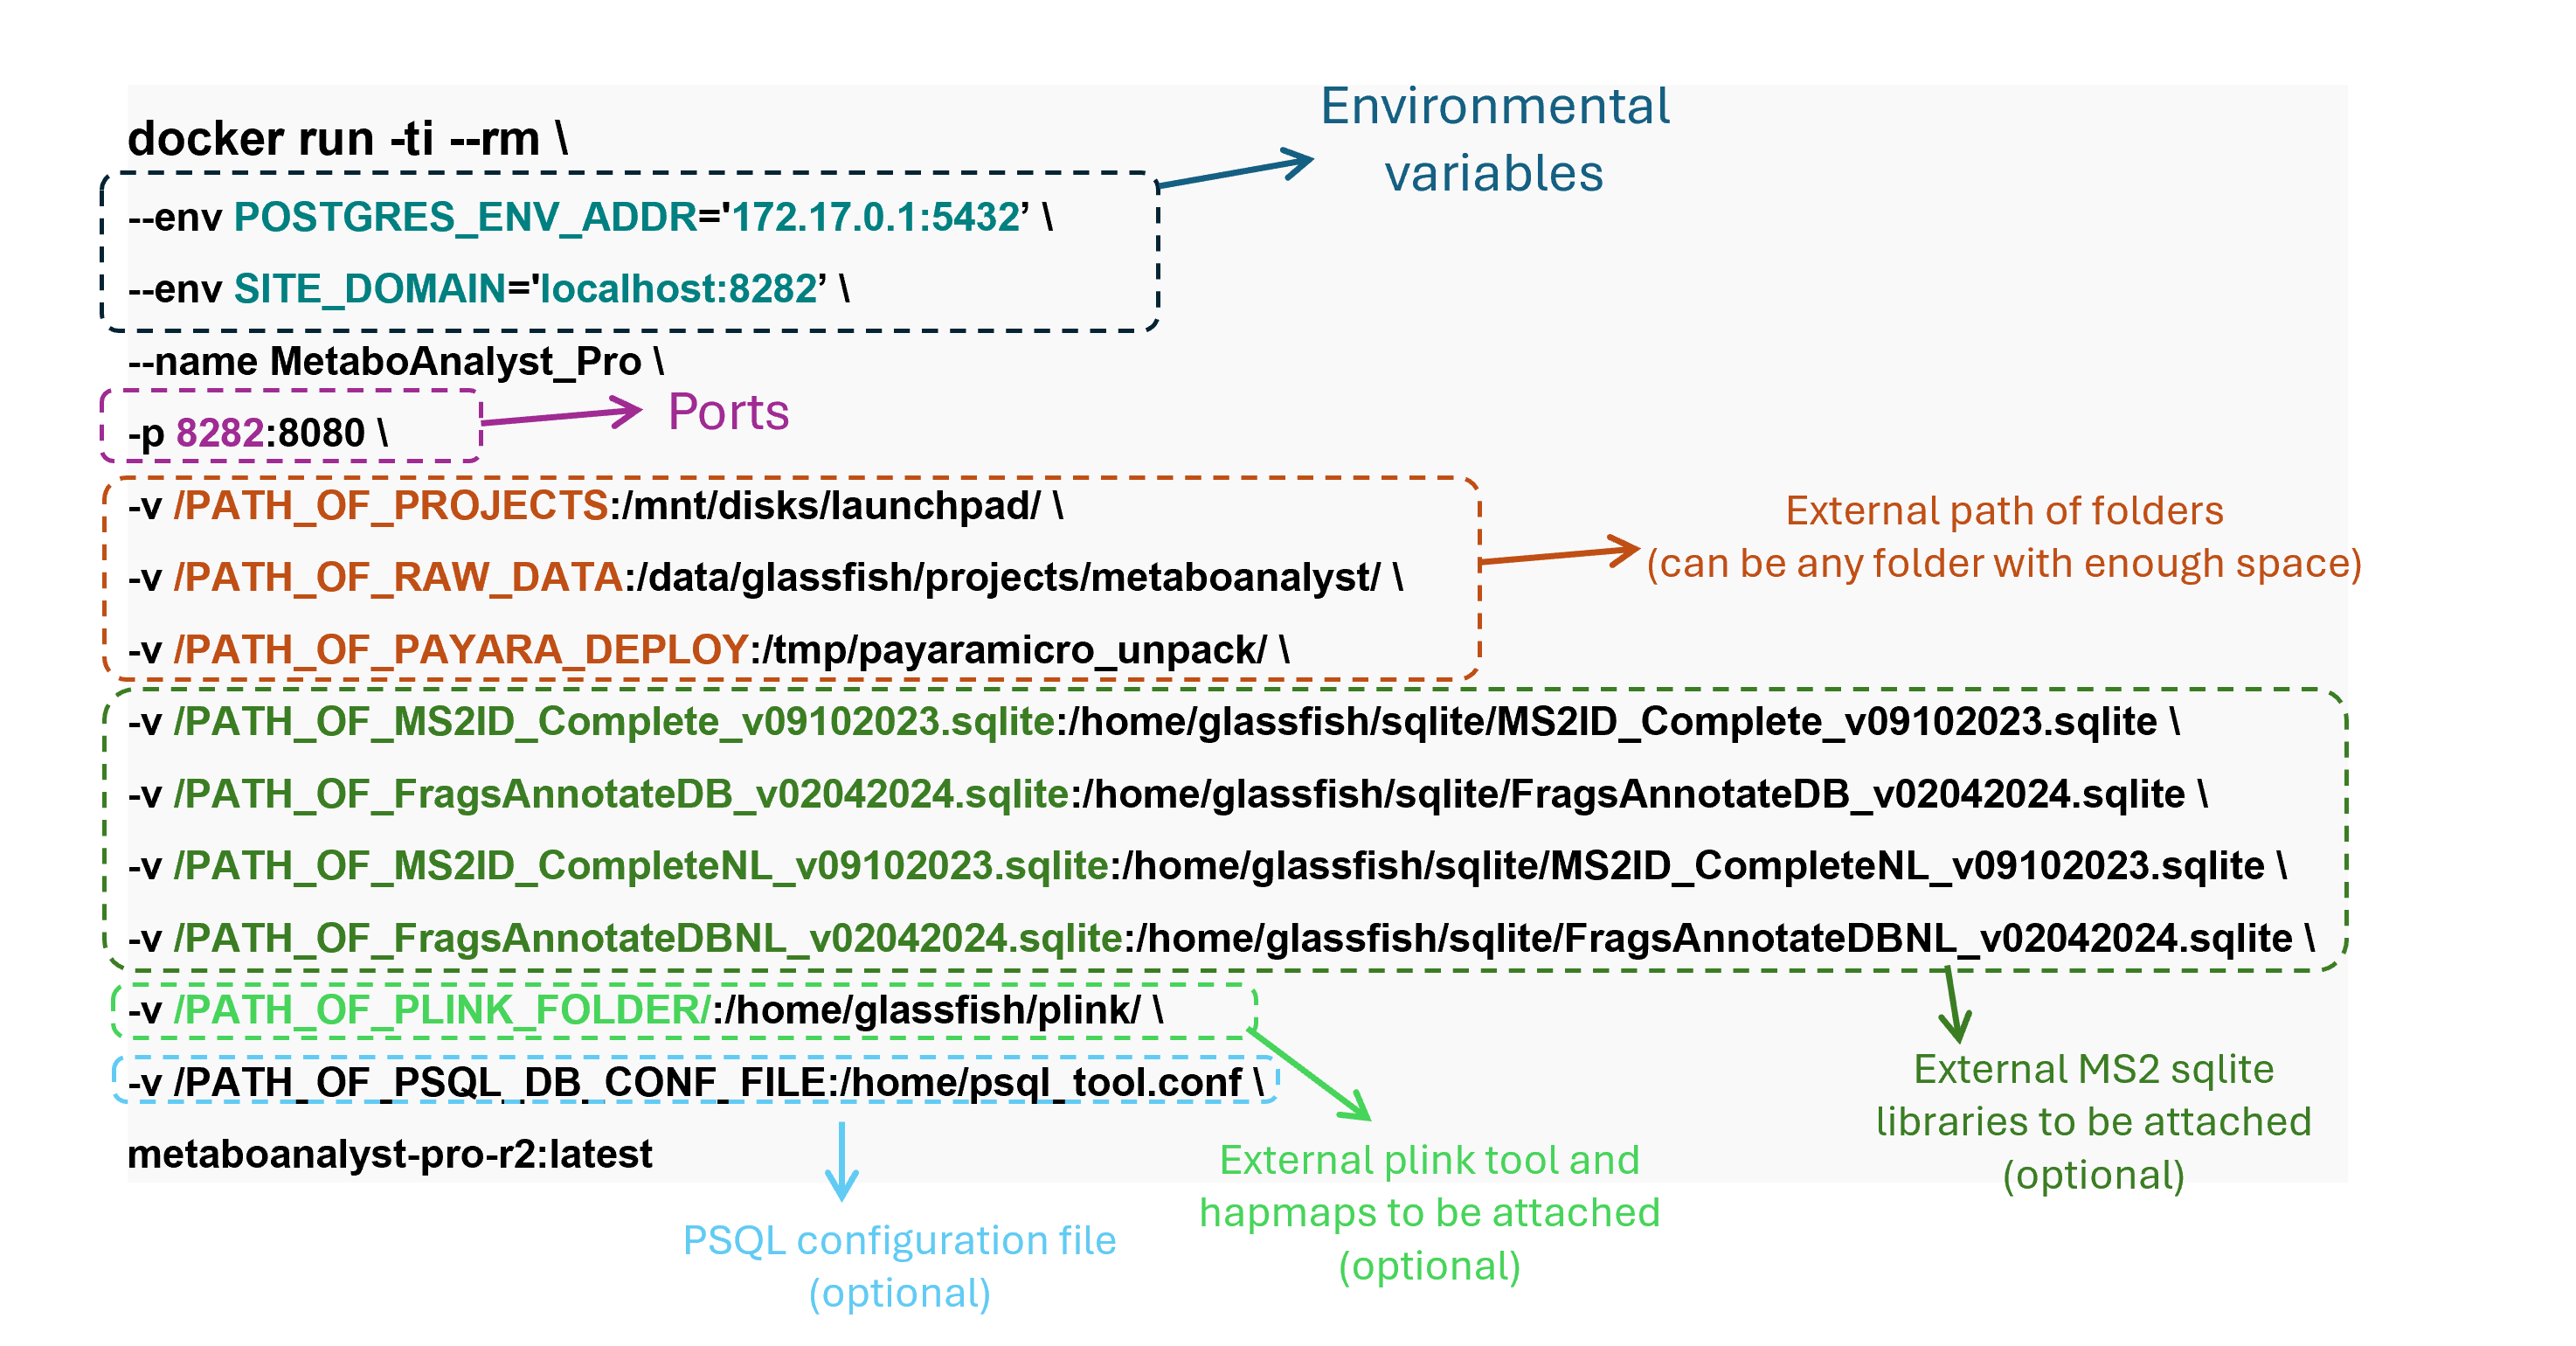 Environmental
variables
docker run -ti --rm \
--env POSTGRES_ENV_ADDR='172.17.0.1:5432’ \
--env SITE_DOMAIN='localhost:8282’ \
--name MetaboAnalyst_Pro \
-p 8282:8080 \
Ports
-v /PATH_OF_PROJECTS:/mnt/disks/launchpad/ \
-v /PATH_OF_RAW_DATA:/data/glassfish/projects/metaboanalyst/ \
-v /PATH_OF_PAYARA_DEPLOY:/tmp/payaramicro_unpack/ \
External path of folders
(can be any folder with enough space)
-v /PATH_OF_MS2ID_Complete_v09102023.sqlite:/home/glassfish/sqlite/MS2ID_Complete_v09102023.sqlite \
-v /PATH_OF_FragsAnnotateDB_v02042024.sqlite:/home/glassfish/sqlite/FragsAnnotateDB_v02042024.sqlite \
-v /PATH_OF_MS2ID_CompleteNL_v09102023.sqlite:/home/glassfish/sqlite/MS2ID_CompleteNL_v09102023.sqlite \
-v /PATH_OF_FragsAnnotateDBNL_v02042024.sqlite:/home/glassfish/sqlite/FragsAnnotateDBNL_v02042024.sqlite \
-v /PATH_OF_PLINK_FOLDER/:/home/glassfish/plink/ \
-v /PATH_OF_PSQL_DB_CONF_FILE:/home/psql_tool.conf \
metaboanalyst-pro-r2:latest
External MS2 sqlite
libraries to be attached
(optional)
External plink tool and
hapmaps to be attached
(optional)
PSQL configuration file
(optional)